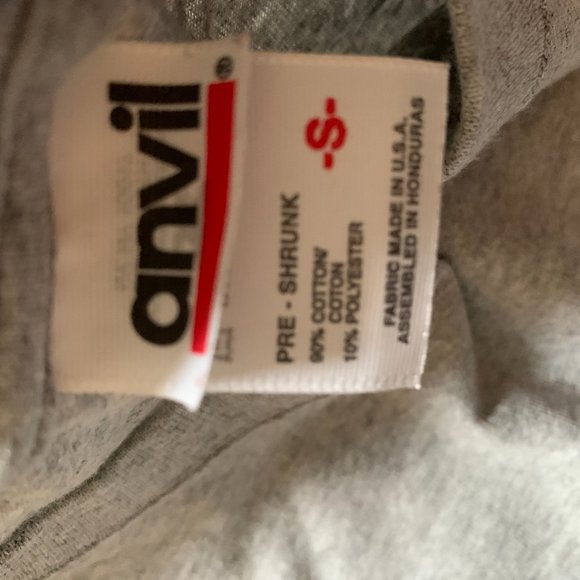 anvil®
-S-
PRE - SHRUNK
90% COTTON/
COTON
10% POLYESTER
FABRIC MADE IN U.S.A.
ASSEMBLED IN HONDURAS